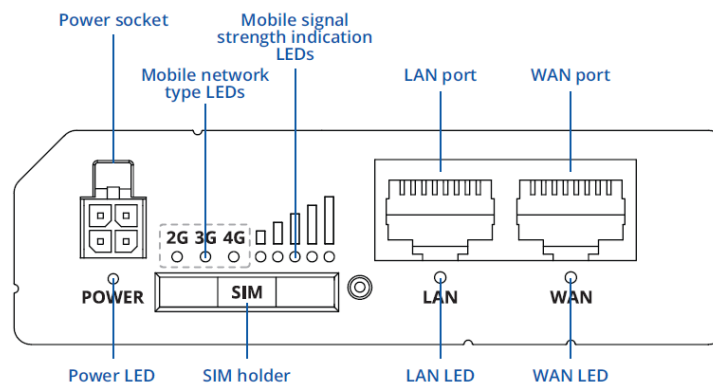 Power socket
Mobile signal
strength indication
LEDs
Mobile network
type LEDs
LAN port
WAN port
2G 3G 4G
POWER
SIM
LAN
WAN
Power LED
SIM holder
LAN LED
WAN LED